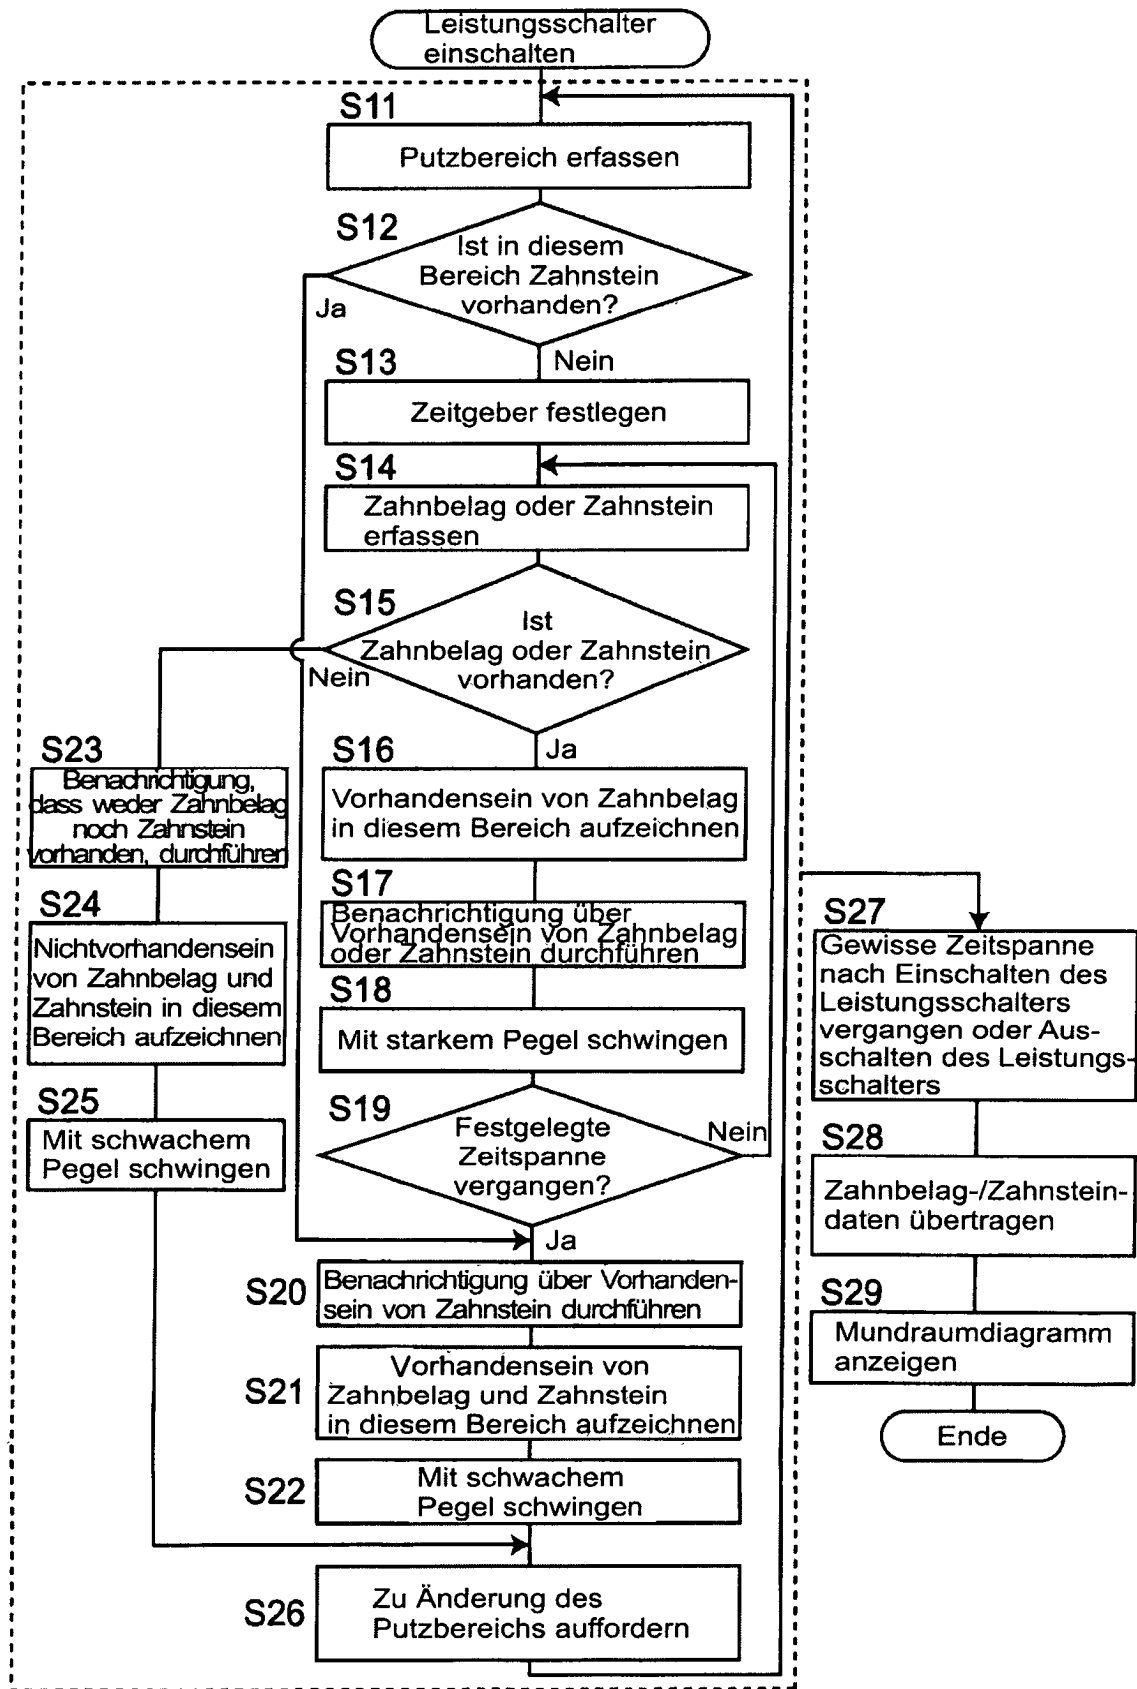 Leistungsschalter
einschalten
S11
Putzbereich erfassen
S12
Ist in diesem
Bereich Zahnstein
vorhanden?
Ja
Nein
S13
Zeitgeber festlegen
S14
Zahnbelag oder Zahnstein
erfassen
S15
Ist
Zahnbelag oder Zahnstein
vorhanden?
Nein
Ja
S23
Benachrichtigung,
dass weder Zahnbelag
noch Zahnstein
vorhanden, durchführen
S16
Vorhandensein von Zahnbelag
in diesem Bereich aufzeichnen
S24
Nichtvorhandensein
von Zahnbelag und
Zahnstein in diesem
Bereich aufzeichnen
S17
Benachrichtigung über
Vorhandensein von Zahnbelag
oder Zahnstein durchführen
S18
Mit starkem Pegel schwingen
S25
Mit schwachem
Pegel schwingen
S19
Festgelegte
Zeitspanne
vergangen?
Nein
Ja
S20
Benachrichtigung über Vorhanden-
sein von Zahnstein durchführen
S21
Vorhandensein von
Zahnbelag und Zahnstein
in diesem Bereich aufzeichnen
S22
Mit schwachem
Pegel schwingen
S26
Zu Änderung des
Putzbereichs auffordern
S27
Gewisse Zeitspanne
nach Einschalten des
Leistungsschalters
vergangen oder Aus-
schalten des Leistungs-
schalters
S28
Zahnbelag-/Zahnstein-
daten übertragen
S29
Mundraumdiagramm
anzeigen
Ende